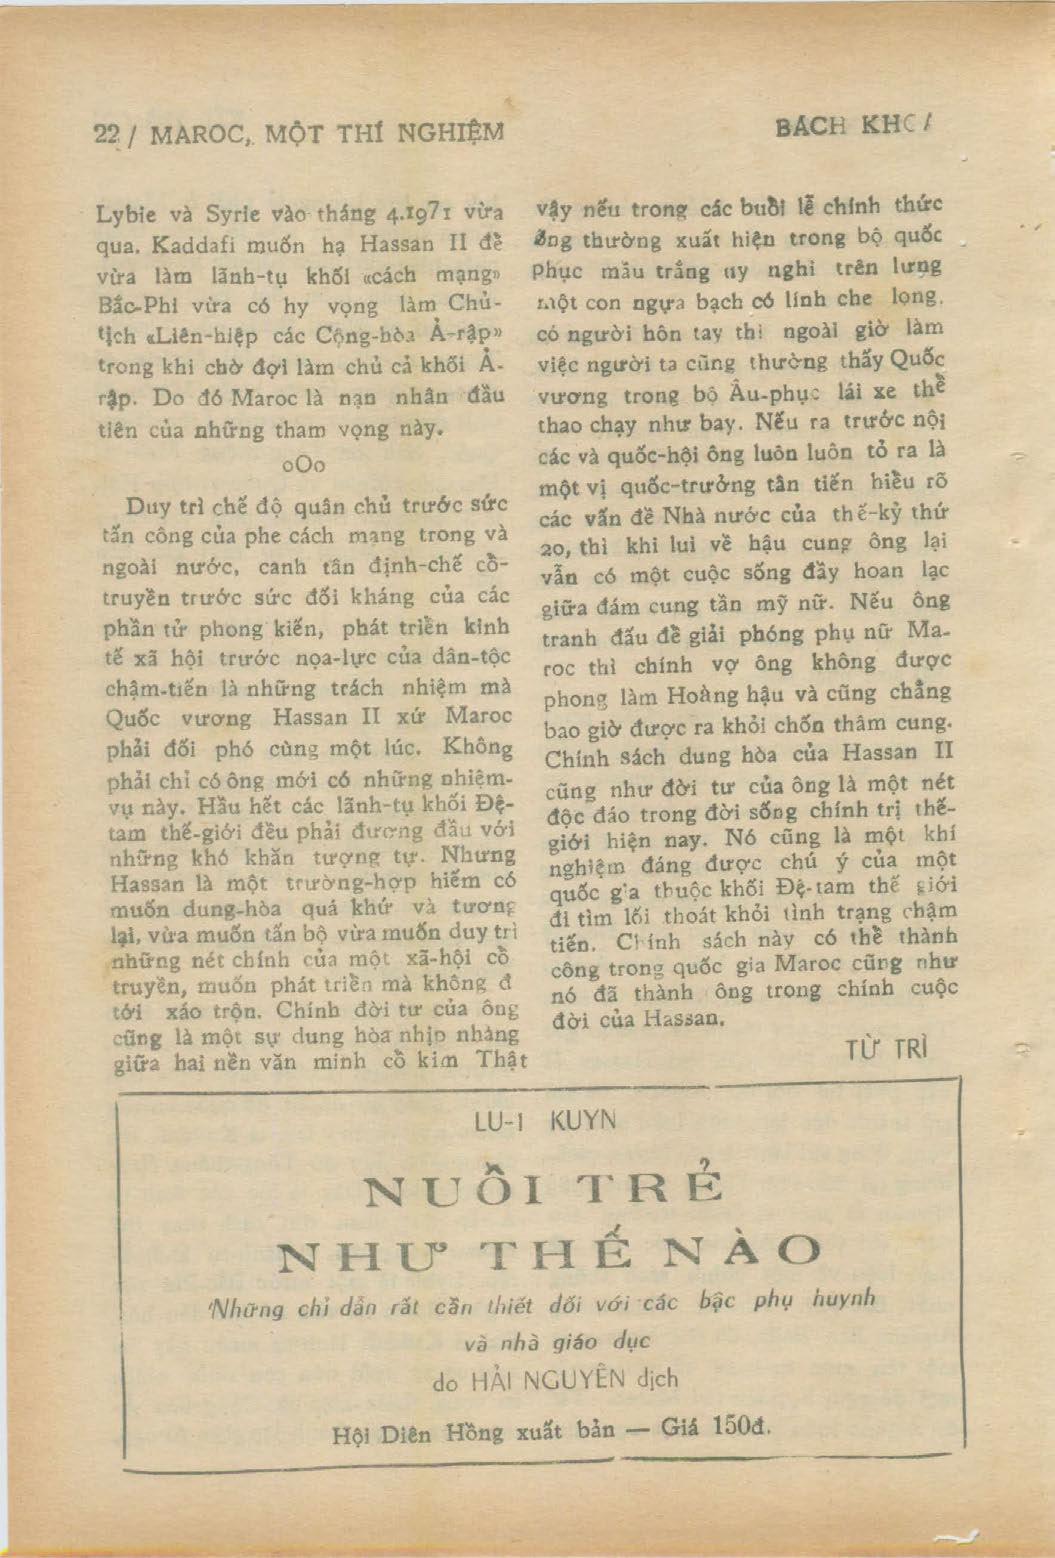 22 / MAROC, MỘT THÍ NGHIỆM
BÁCH KHOA
Lybie và Syrie vào tháng 4.1971 vừa
qua. Kaddafi muốn hạ Hassan II để
vừa làm lãnh-tụ khối «cách mạng»
Bắc-Phi vừa có hy vọng làm Chủ-
tịch «Liên-hiệp các Cộng-hòa Ả-rập»
trong khi chờ đợi làm chủ cả khối Ả-
rập. Do đó Maroc là nạn nhân đầu
tiên của những tham vọng này.
oOo
Duy trì chế độ quân chủ trước sức
tấn công của phe cách mạng trong và
ngoài nước, canh tân định-chế cổ-
truyền trước sức đối kháng của các
phần tử phong kiến, phát triển kinh
tế xã hội trước nọa-lực của dân-tộc
chậm-tiến là những trách nhiệm mà
Quốc vương Hassan II xứ Maroc
phải đối phó cùng một lúc. Không
phải chỉ có ông mới có những nhiệm-
vụ này. Hầu hết các lãnh-tụ khối Đệ-
tam thế-giới đều phải đương đầu với
những khó khăn tượng tự. Nhưng
Hassan là một trường-hợp hiếm có
muốn dung-hòa quá khứ và tương
lại, vừa muốn tấn bộ vừa muốn duy trì
những nét chính của một xã-hội cổ
truyền, muốn phát triển mà không đ
tới xáo trộn. Chính đời tư của ông
cũng là một sự dung hòa nhịp nhàng
giữa hai nền văn minh cổ kim Thật
vậy nếu trong các buổi lễ chính thức
ông thường xuất hiện trong bộ quốc
phục mầu trắng uy nghi trên lưng
một con ngựa bạch có lính che lọng,
có người hôn tay thì ngoài giờ làm
việc người ta cũng thường thấy Quốc
vương trong bộ Âu-phục lái xe thể
thao chạy như bay. Nếu ra trước nội
các và quốc-hội ông luôn luôn tỏ ra là
một vị quốc-trưởng tân tiến hiểu rõ
các vấn đề Nhà nước của thế-kỷ thứ
20, thì khi lui về hậu cung ông lại
vẫn có một cuộc sống đầy hoan lạc
giữa đám cung tần mỹ nữ. Nếu ông
tranh đấu để giải phóng phụ nữ Ma-
roc thì chính vợ ông không được
phong làm Hoàng hậu và cũng chẳng
bao giờ được ra khỏi chốn thâm cung.
Chính sách dung hòa của Hassan II
cũng như đời tư của ông là một nét
độc đáo trong đời sống chính trị thế-
giới hiện nay. Nó cũng là một khí
nghiệm đáng được chú ý của một
quốc gia thuộc khối Đệ-tam thế giới
đi tìm lối thoát khỏi tình trạng chậm
tiến. Chính sách này có thể thành
công trong quốc gia Maroc cũng như
nó đã thành ông trong chính cuộc
đời của Hassan.
TỪ TRÌ
LU-I KUYN
NUÔI TRẺ
NHƯ THẾ NÀO
Những chỉ dẫn rất cần thiết đối với các bậc phụ huynh
và nhà giáo dục
do HẢI NGUYÊN dịch
Hội Diên Hồng xuất bản — Giá 150đ.